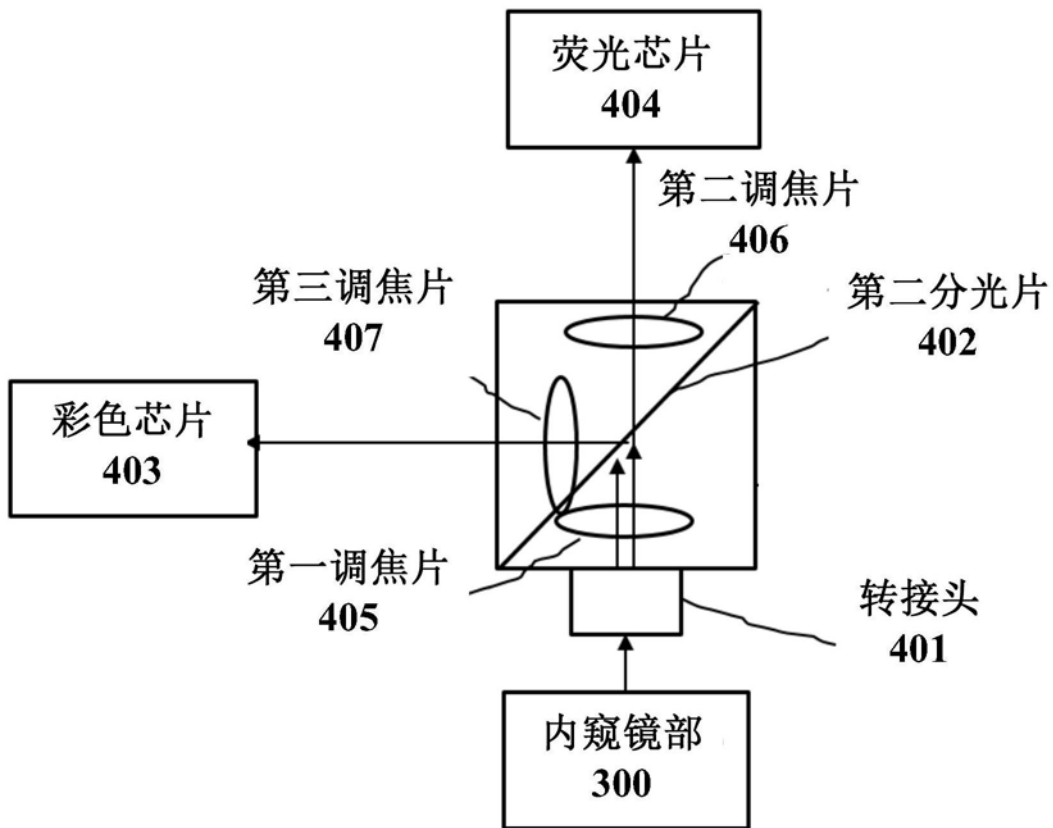 荧光芯片
404
第二调焦片
406
第三调焦片
407
第二分光片
402
彩色芯片
403
第一调焦片
405
转接头
401
内窥镜部
300